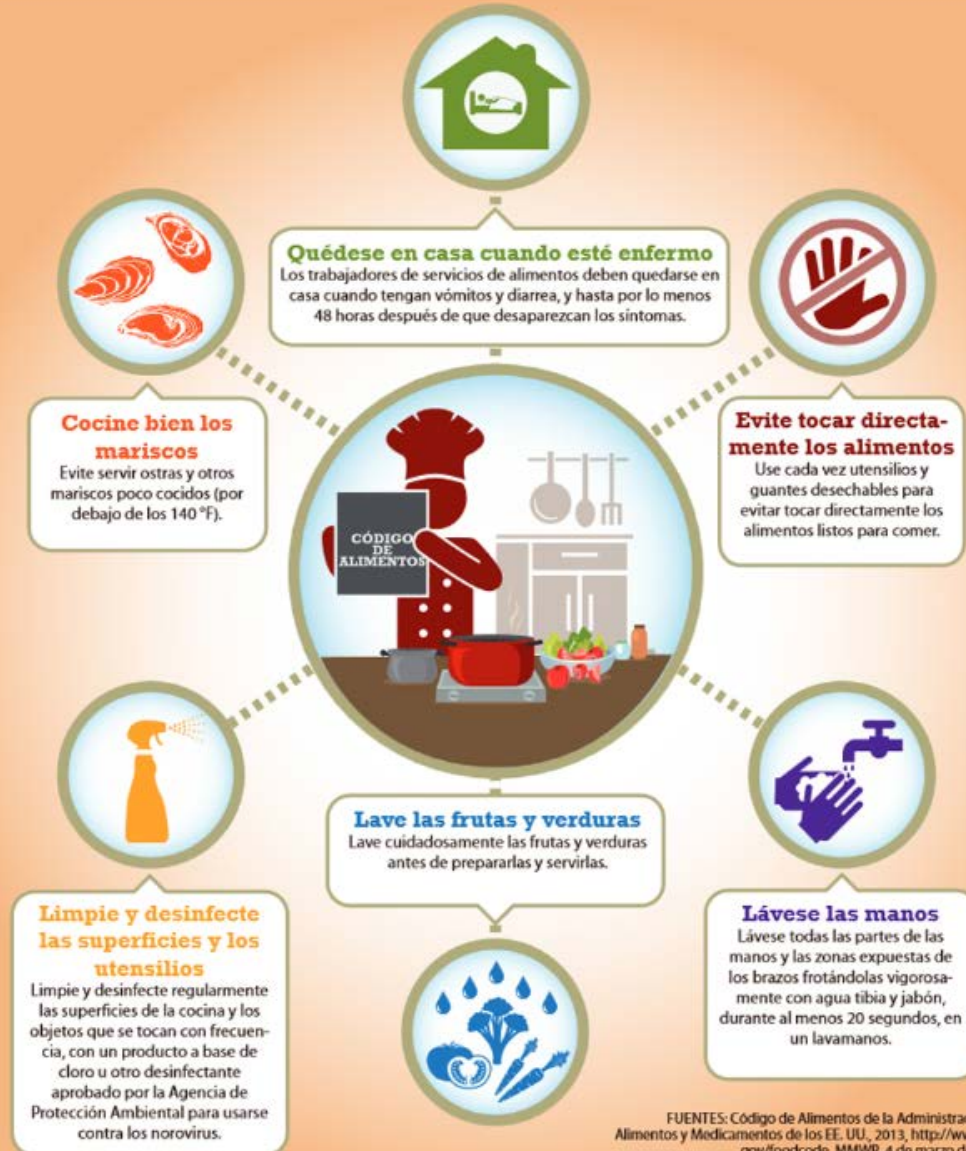 Quédese en casa cuando esté enfermo
Los trabajadores de servicios de alimentos deben quedarse en
casa cuando tengan vómitos y diarrea, y hasta por lo menos
48 horas después de que desaparezcan los síntomas.
Cocine bien los
mariscos
Evite servir ostras y otros
mariscos poco cocidos (por
debajo de los 140 °F).
Evite tocar directa-
mente los alimentos
Use cada vez utensilios y
guantes desechables para
evitar tocar directamente los
alimentos listos para comer.
CÓDIGO
DE
ALIMENTOS
Lave las frutas y verduras
Lave cuidadosamente las frutas y verduras
antes de prepararlas y servirlas.
Limpie y desinfecte
las superficies y los
utensilios
Limpie y desinfecte regularmente
las superficies de la cocina y los
objetos que se tocan con frecuen-
cia, con un producto a base de
cloro u otro desinfectante
aprobado por la Agencia de
Protección Ambiental para usarse
contra los norovirus.
Lávese las manos
Lávese todas las partes de las
manos y las zonas expuestas de
los brazos frotándolas vigorosa-
mente con agua tibia y jabón,
durante al menos 20 segundos, en
un lavamanos.
FUENTES: Código de Alimentos de la
Alimentos y Medicamentos de los EE. UU., 2013,
gov/foodcode, MMWR, 4 de marzo